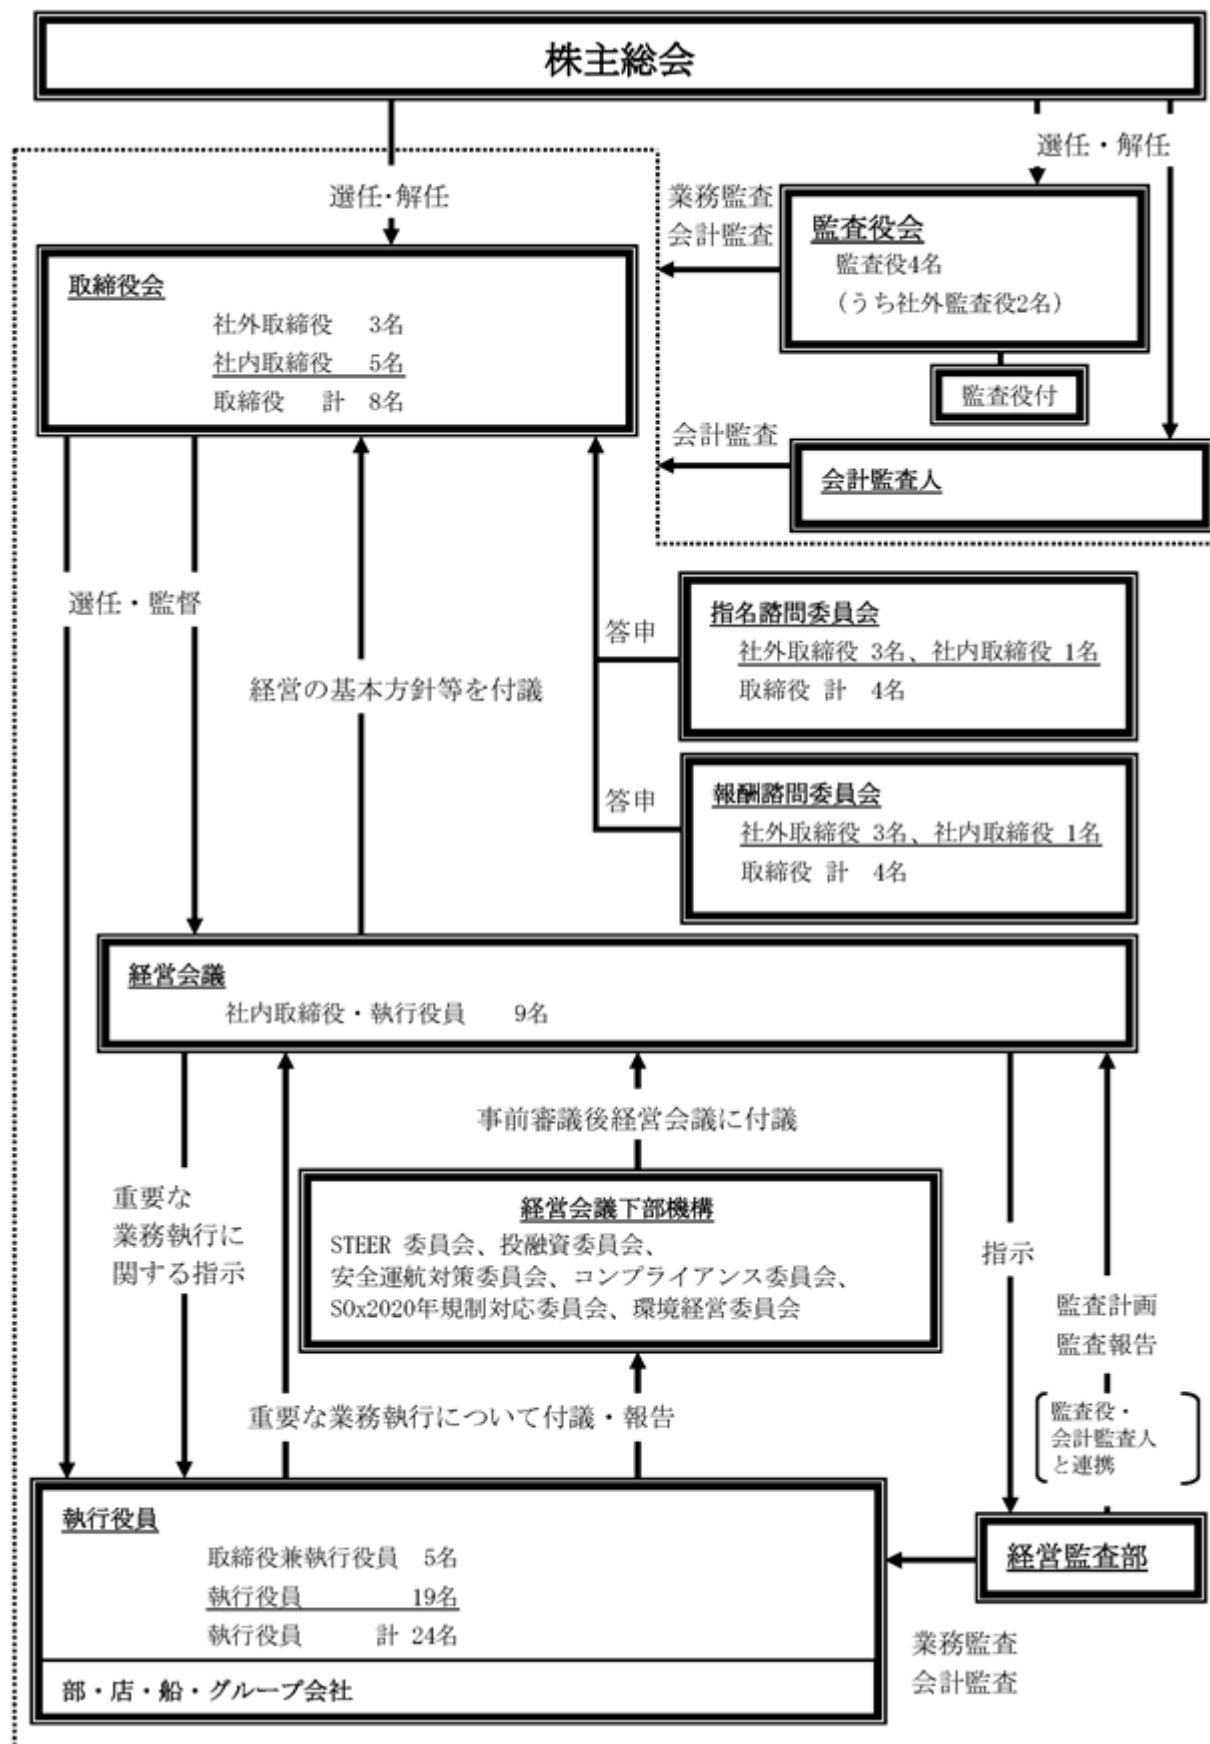 株主総会
選任・解任
選任・解任
業務監査
会計監査
監査役会
監査役4名
（うち社外監査役2名）
監査役付
取締役会
社外取締役 3名
社内取締役 5名
取締役 計 8名
会計監査
会計監査人
選任・監督
経営の基本方針等を付議
答申
指名諮問委員会
社外取締役 3名、社内取締役 1名
取締役 計 4名
答申
報酬諮問委員会
社外取締役 3名、社内取締役 1名
取締役 計 4名
経営会議
社内取締役・執行役員 9名
事前審議後経営会議に付議
重要な
業務執行に
関する指示
経営会議下部機構
STEER 委員会、投融資委員会、
安全運航対策委員会、コンプライアンス委員会、
SOx2020年規制対応委員会、環境経営委員会
指示
監査計画
監査報告
監査役・
会計監査人
と連携
重要な業務執行について付議・報告
執行役員
取締役兼執行役員 5名
執行役員 19名
執行役員 計 24名
部・店・船・グループ会社
経営監査部
業務監査
会計監査